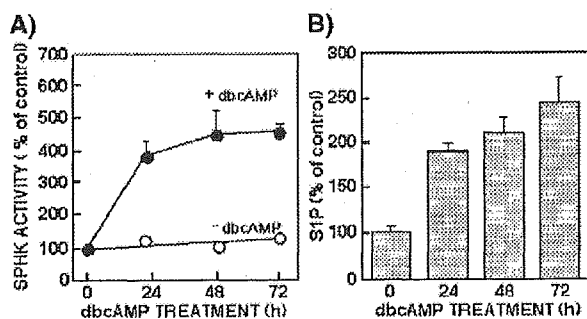 A)
SPHK ACTIVITY ( % of control)
700
600
500
400
300
200
100
0
+ dbcAMP
- dbcAMP
0 24 48 72
dbcAMP TREATMENT (h)
B)
S1P (% of control)
300
250
200
150
100
0
0 24 48 72
dbcAMP TREATMENT (h)